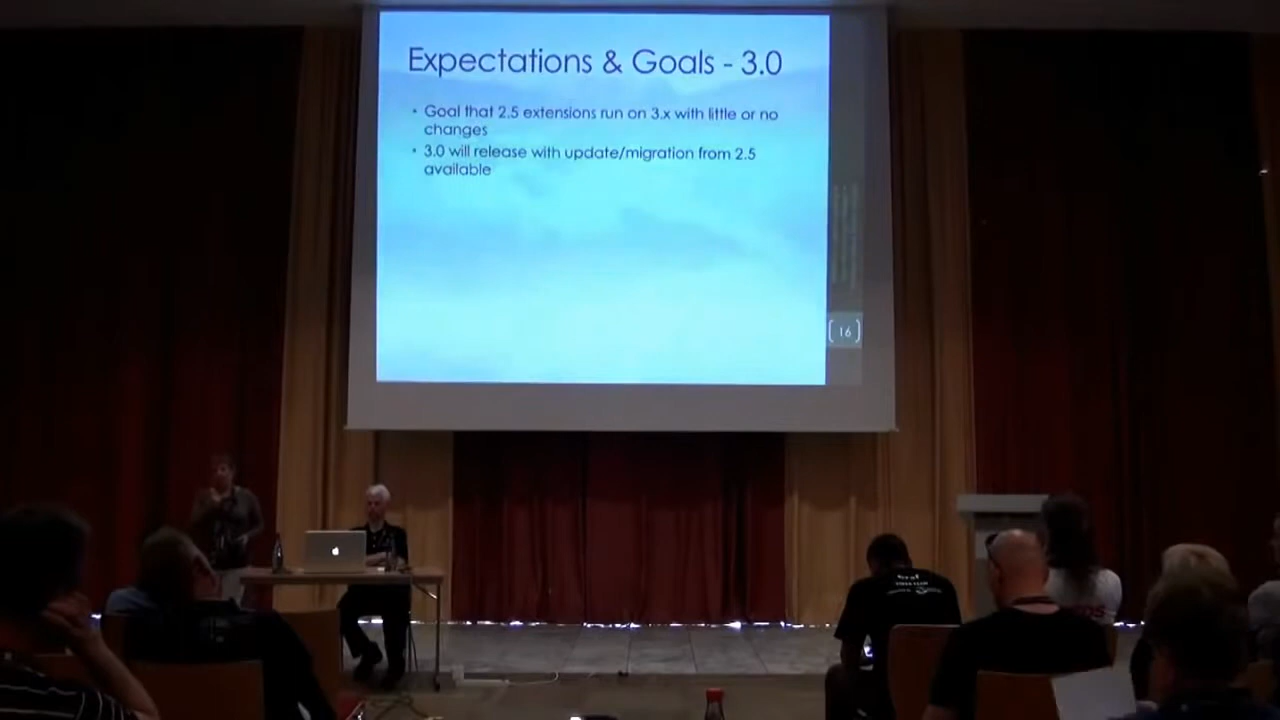 Expectations & Goals - 3.0
• Goal that 2.5 extensions run on 3.x with little or no
changes
• 3.0 will release with update/migration from 2.5
available
16